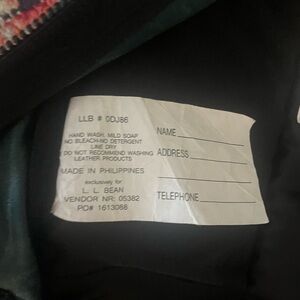 LLB # 0DJ86
HAND WASH, MILD SOAP
NO BLEACH-NO DETERGENT
LINE DRY
DO NOT RECOMMEND WASHING
LEATHER PRODUCTS
MADE IN PHILIPPINES
exclusively for
L. L. BEAN
VENDOR NR: 05382
PO# 1613088
NAME
ADDRESS
TELEPHONE